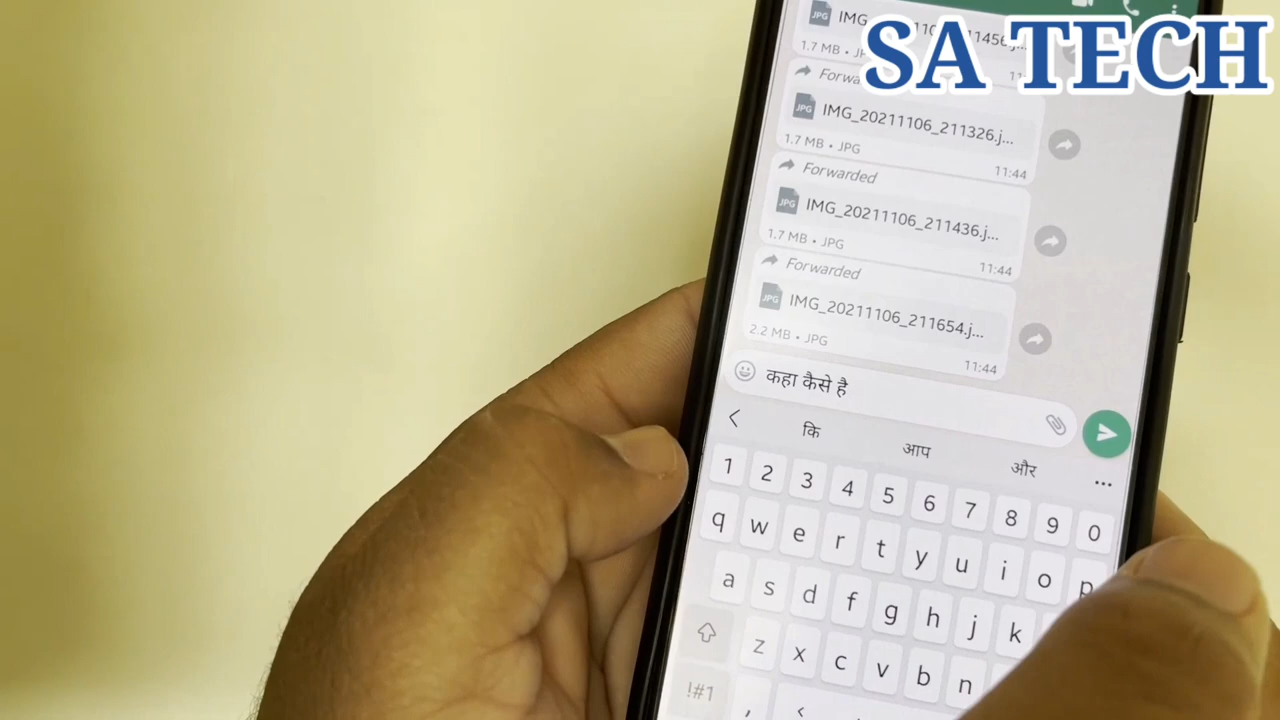 SA TECH
1.7 MB
IMG_20211106_211326.j...
1.7 MB • JPG
11:44
Forwarded
IMG_20211106_211436.j...
1.7 MB • JPG
11:44
Forwarded
IMG_20211106_211654.j...
2.2 MB • JPG
11:44
कहा कैसे है
कि आप और
1 2 3 4 5 6 7 8 9 0
q w e r t y u i o p
a s d f g h j k
z x c v b n
!#1 ,